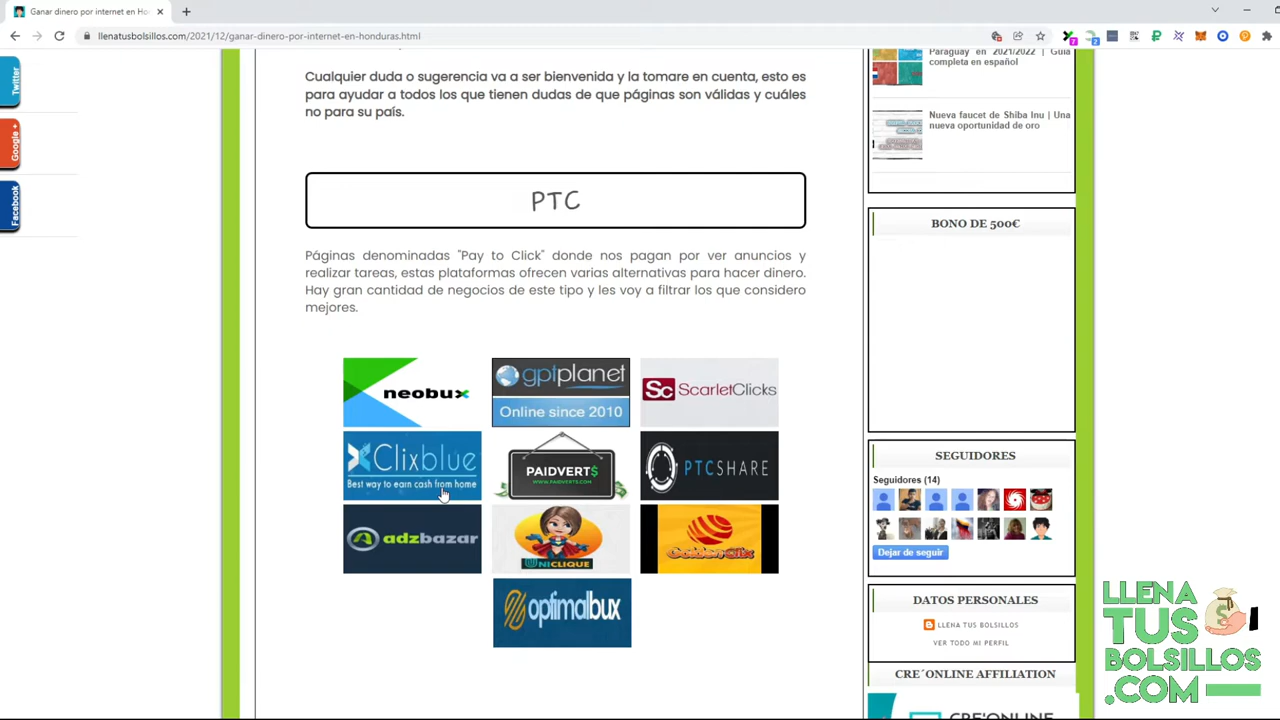 Ganar dinero por internet en Ho
llenatusbolsillos.com/2021/12/ganar-dinero-por-internet-en-honduras.html
Twitter
Google +
Facebook
Cualquier duda o sugerencia va a ser bienvenida y la tomare en cuenta, esto es
para ayudar a todos los que tienen dudas de que páginas son válidas y cuáles
no para su país.
PTC
Páginas denominadas "Pay to Click" donde nos pagan por ver anuncios y
realizar tareas, estas plataformas ofrecen varias alternativas para hacer dinero.
Hay gran cantidad de negocios de este tipo y les voy a filtrar los que considero
mejores.
neobux
gptplanet
Online since 2010
Sc ScarletClicks
Clixblue
Best way to earn cash from home
PAIDVERT$
WWW.PAIDVERTS.COM
PTCSHARE
adzbazar
UNICLIQUE
GoldenClix
optimalbux
Paraguay en 2021/2022 | Guía
completa en español
Nueva faucet de Shiba Inu | Una
nueva oportunidad de oro
BONO DE 500€
SEGUIDORES
Seguidores (14)
Dejar de seguir
DATOS PERSONALES
LLENA TUS BOLSILLOS
VER TODO MI PERFIL
CRE´ONLINE AFFILIATION
CRE'ONLINE
LLENA
TUS
BOLSILLOS
.COM